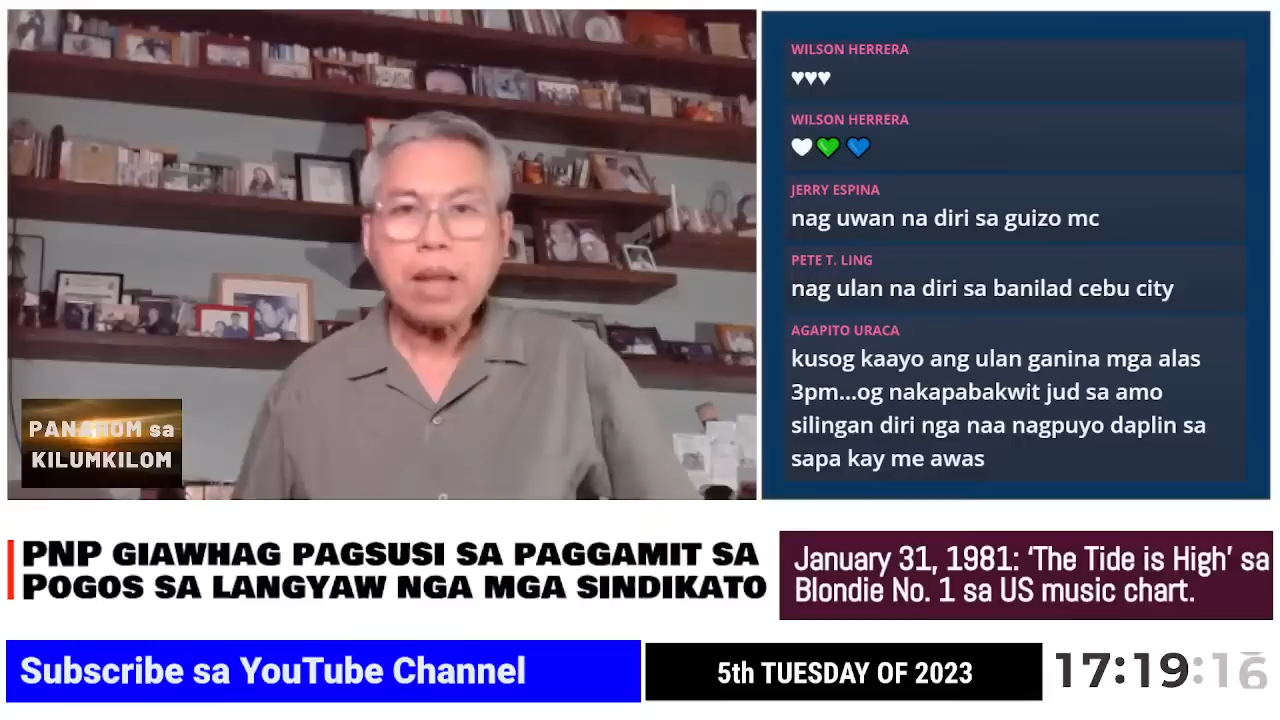 WILSON HERRERA
♥♥♥
WILSON HERRERA
🤍💚💙
JERRY ESPINA
nag uwan na diri sa guizo mc
PETE T. LING
nag ulan na diri sa banilad cebu city
AGAPITO URACA
kusog kaayo ang ulan ganina mga alas
3pm...og nakapabakwit jud sa amo
silingan diri nga naa nagpuyo daplin sa
sapa kay me awas
PANAHOM sa
KILUMKILOM
PNP GIAWHAG PAGSUSI SA PAGGAMIT SA
POGOS SA LANGYAW NGA MGA SINDIKATO
January 31, 1981: ‘The Tide is High’ sa
Blondie No. 1 sa US music chart.
Subscribe sa YouTube Channel
5th TUESDAY OF 2023
17:19:16